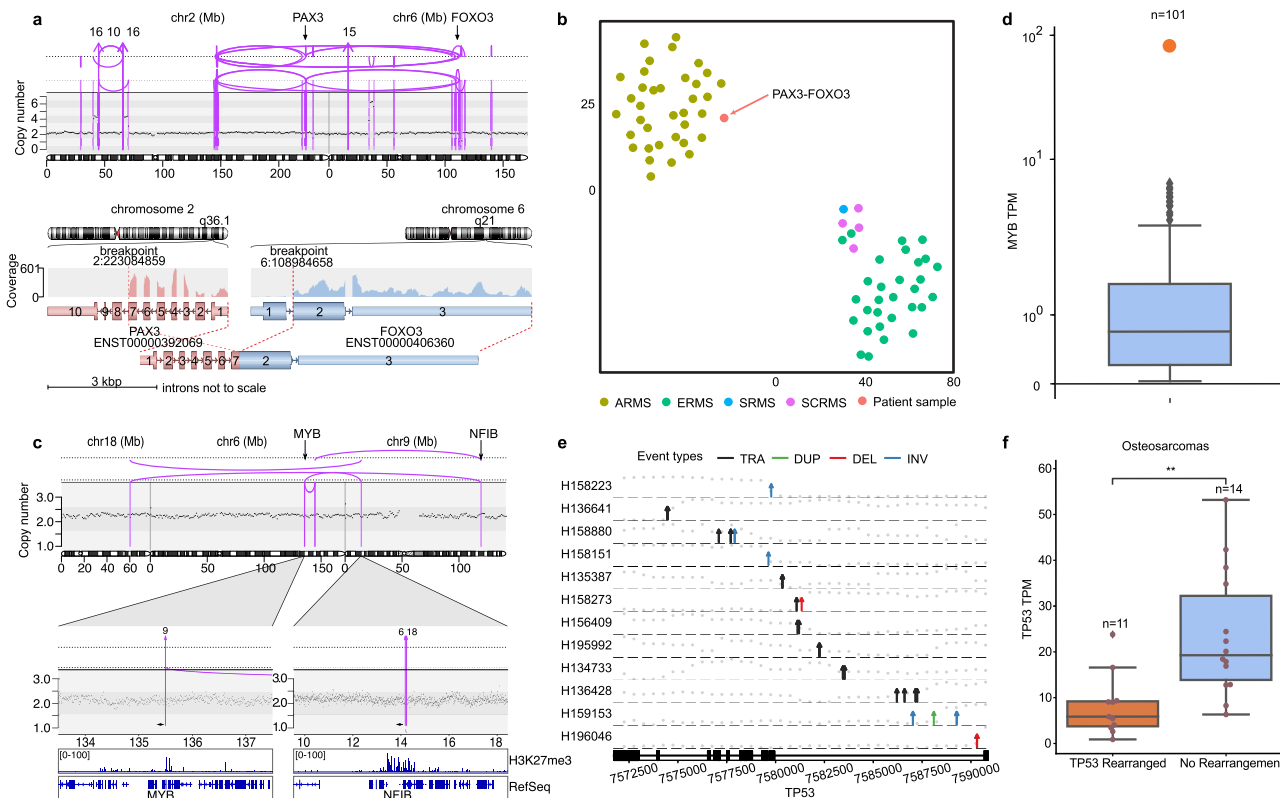 a
chr2 (Mb)
PAX3
chr6 (Mb)
FOXO3
16 10 16
15
Copy number
6
4
2
0
0 50 100 150 200 0 50 100 150
chromosome 2
q36.1
chromosome 6
q21
breakpoint
2:223084859
breakpoint
6:108984658
Coverage
601
0
10 9 8 7 6 5 4 3 2 1
1 2 3
PAX3
ENST00000392069
FOXO3
ENST00000406360
1 2 3 4 5 6 7 2 3
3 kbp
introns not to scale
b
25
0
PAX3-FOXO3
0 40 80
ARMS ERMS SRMS SCRMS Patient sample
d
n=101
MYB TPM
10²
10¹
10⁰
0
c
chr18 (Mb)
chr6 (Mb)
MYB
chr9 (Mb)
NFIB
Copy number
3.0
2.0
1.0
0 20 40 60 0 50 100 150 0 50 100
9
6 18
3.0
2.0
1.0
3.0
2.0
1.0
134 135 136 137
10 12 14 16 18
[0-100]
[0-100]
H3K27me3
RefSeq
MYB
NFIB
e
Event types TRA DUP DEL INV
H158223
H136641
H158880
H158151
H135387
H158273
H156409
H195992
H134733
H136428
H159153
H196046
7572500 7575000 7577500 7580000 7582500 7585000 7587500 7590000
TP53
f
Osteosarcomas
**
n=14
n=11
TP53 TPM
60
50
40
30
20
10
0
TP53 Rearranged
No Rearrangemen